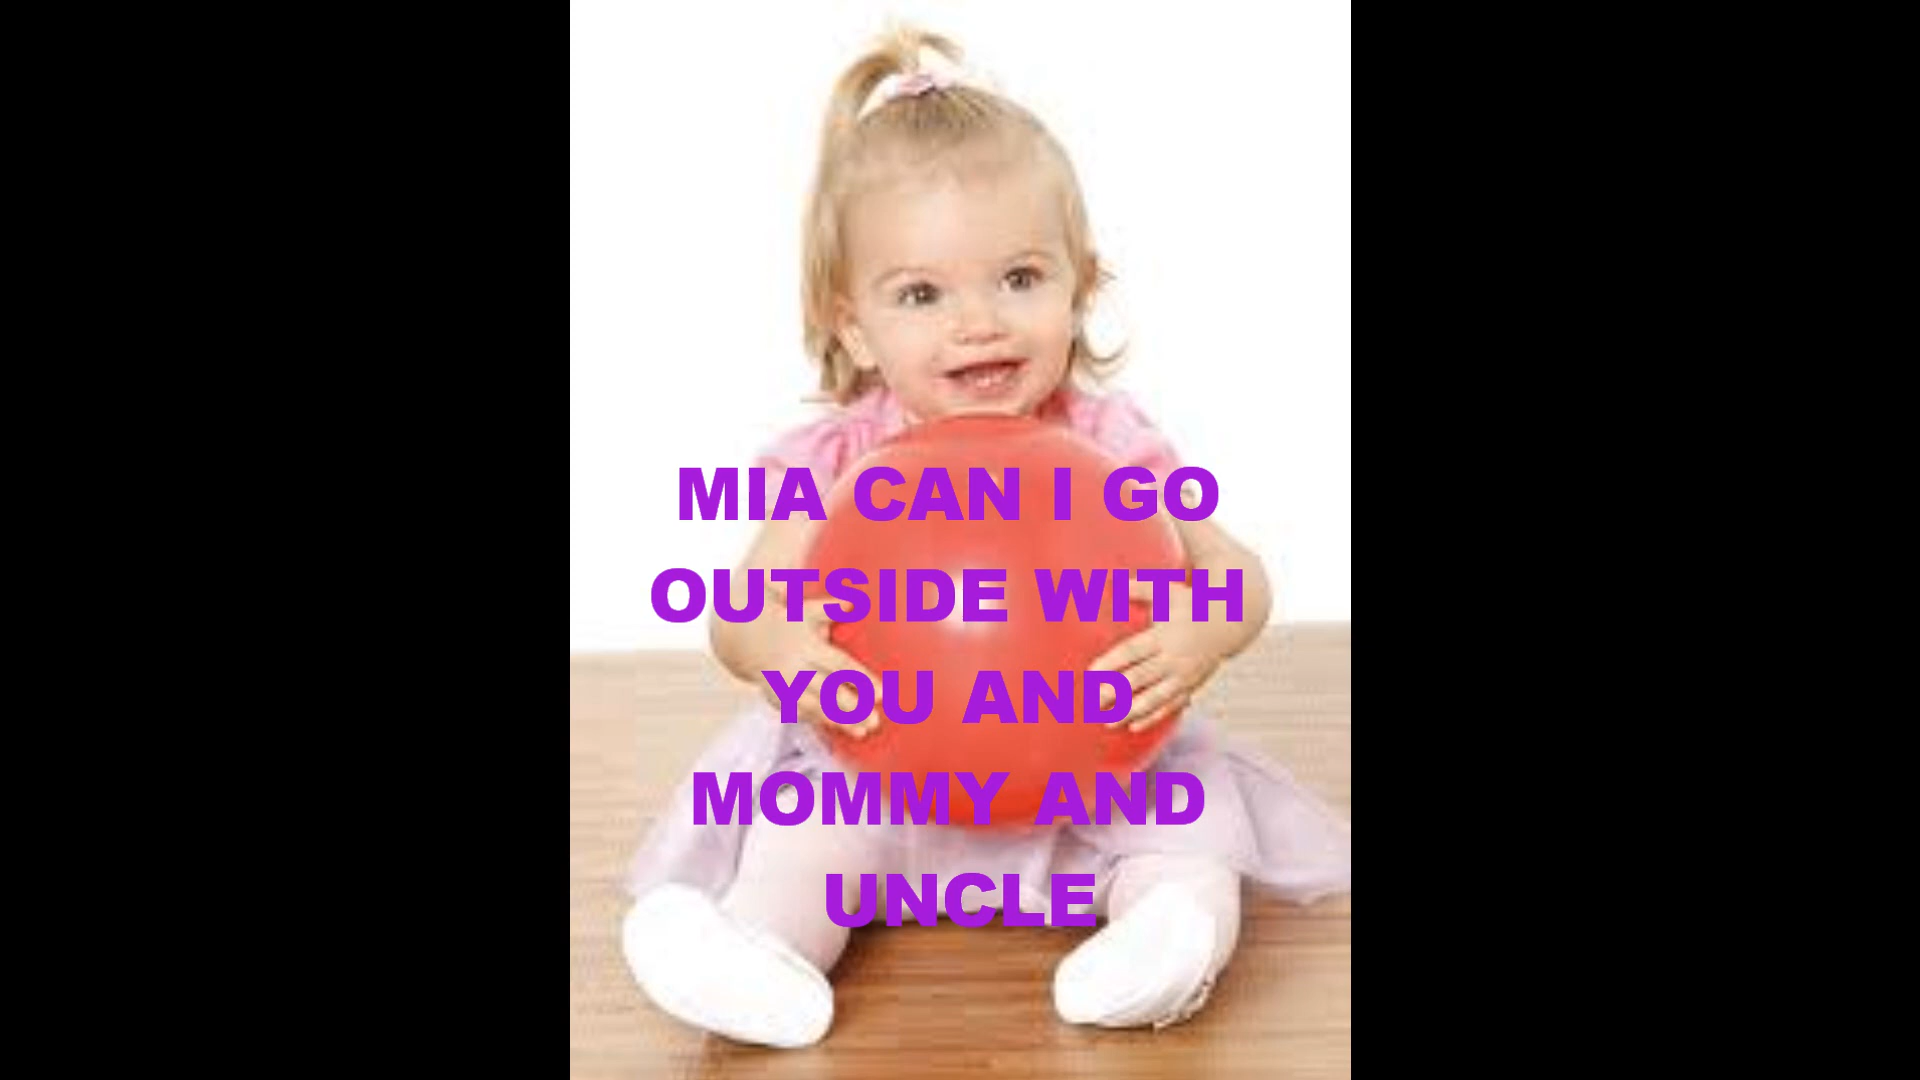 MIA CAN I GO
OUTSIDE WITH
YOU AND
MOMMY AND
UNCLE